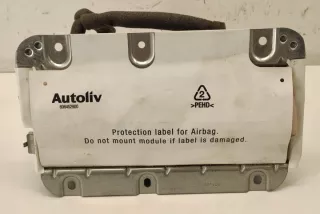 Autoliv
2
>PEHD<
Protection label for Airbag.
Do not mount module if label is damaged.